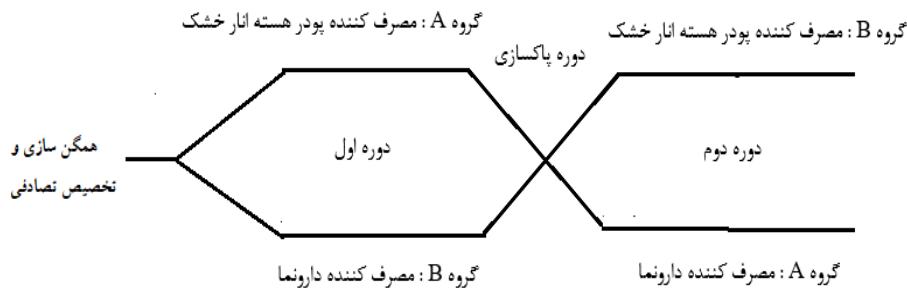 گروه A : مصرف کننده پودر هسته انار خشک
گروه B : مصرف کننده پودر هسته انار خشک
دوره پاکسازی
همگن سازی و
تخصیص تصادفی
دوره اول
دوره دوم
گروه B : مصرف کننده دارونما
گروه A : مصرف کننده دارونما